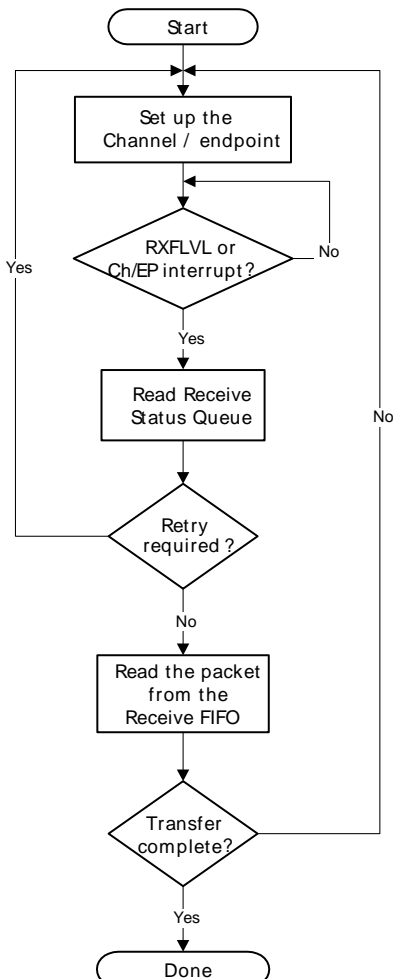 Start
Set up the
Channel / endpoint
RXFLVL or
Ch/EP interrupt?
No
Yes
Yes
Read Receive
Status Queue
No
Retry
required ?
No
Read the packet
from the
Receive FIFO
Transfer
complete?
Yes
Done